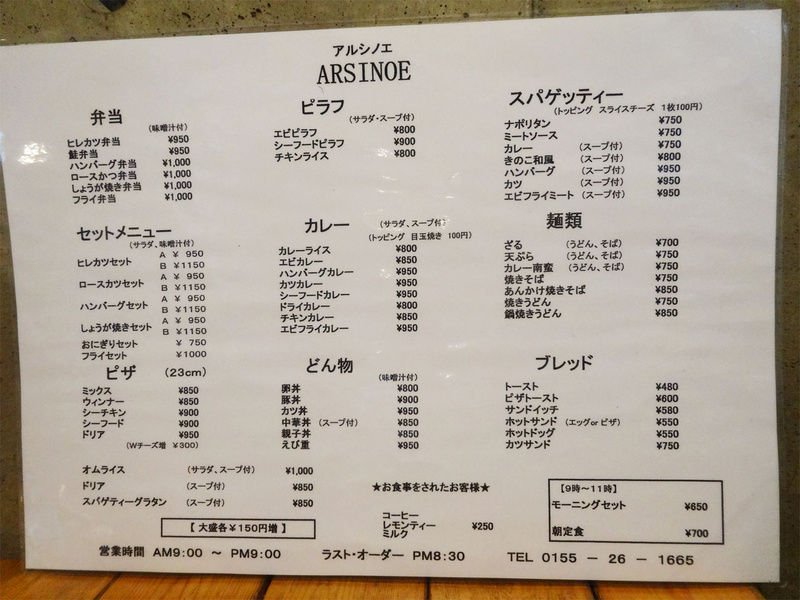 アルシノエ
ARSINOE
弁当
(味噌汁付)
ヒレカツ弁当 ¥950
鮭弁当 ¥950
ハンバーグ弁当 ¥1,000
ロースかつ弁当 ¥1,000
しょうが焼き弁当 ¥1,000
フライ弁当 ¥1,000
ピラフ
(サラダ・スープ付)
エビピラフ ¥800
シーフードピラフ ¥900
チキンライス ¥800
スパゲッティー
(トッピング スライスチーズ 1枚100円)
ナポリタン ¥750
ミートソース ¥750
カレー (スープ付) ¥750
きのこ和風 (スープ付) ¥800
ハンバーグ (スープ付) ¥950
カツ (スープ付) ¥950
エビフライミート (スープ付) ¥950
セットメニュー
(サラダ、味噌汁付)
ヒレカツセット A ¥ 950
B ¥1150
ロースカツセット A ¥ 950
B ¥1150
ハンバーグセット A ¥ 950
B ¥1150
しょうが焼きセット A ¥ 950
B ¥1150
おにぎりセット ¥ 750
フライセット ¥1000
カレー (サラダ、スープ付)
(トッピング 目玉焼き 100円)
カレーライス ¥800
エビカレー ¥850
ハンバーグカレー ¥950
カツカレー ¥950
シーフードカレー ¥950
ドライカレー ¥800
チキンカレー ¥850
エビフライカレー ¥950
麺類
ざる (うどん、そば) ¥700
天ぷら (うどん、そば) ¥750
カレー南蛮 (うどん、そば) ¥750
焼きそば ¥750
あんかけ焼きそば ¥850
焼きうどん ¥750
鍋焼きうどん ¥850
ピザ (23cm)
ミックス ¥850
ウィンナー ¥850
シーチキン ¥900
シーフード ¥900
ドリア ¥950
(Wチーズ増 ¥300)
どん物
(味噌汁付)
卵丼 ¥800
豚丼 ¥900
カツ丼 ¥950
中華丼 (スープ付) ¥850
親子丼 ¥850
えび重 ¥950
ブレッド
トースト ¥480
ピザトースト ¥600
サンドイッチ ¥580
ホットサンド (エッグor ピザ) ¥550
ホットドッグ ¥550
カツサンド ¥750
オムライス (サラダ、スープ付) ¥1,000
ドリア (スープ付) ¥850
スパゲティーグラタン (スープ付) ¥850
【 大盛各¥150円増 】
★お食事をされたお客様★
コーヒー
レモンティー ¥250
ミルク
【9時〜11時】
モーニングセット ¥650
朝定食 ¥700
営業時間 AM9:00 〜 PM9:00 ラスト・オーダー PM8:30 TEL 0155 − 26 − 1665